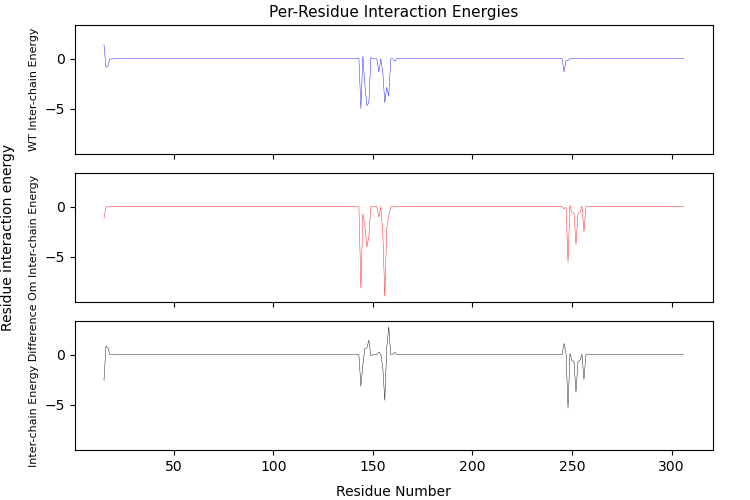 Per-Residue Interaction Energies
Residue interaction energy
WT Inter-chain Energy
0
−5
Om Inter-chain Energy
0
−5
Inter-chain Energy Difference
0
−5
50
100
150
200
250
300
Residue Number